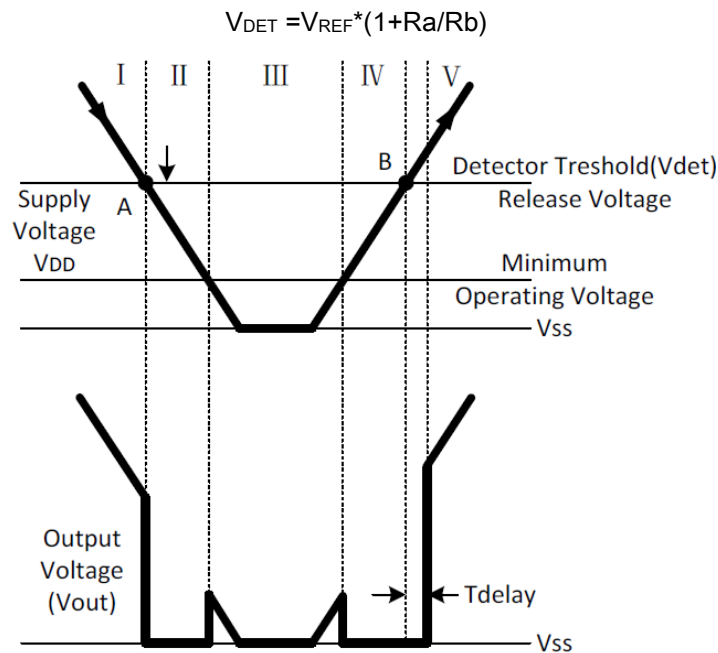 VDET =VREF*(1+Ra/Rb)
I II III IV V
A
B
Detector Treshold(Vdet)
Release Voltage
Supply
Voltage
VDD
Minimum
Operating Voltage
Vss
Output
Voltage
(Vout)
Tdelay
Vss